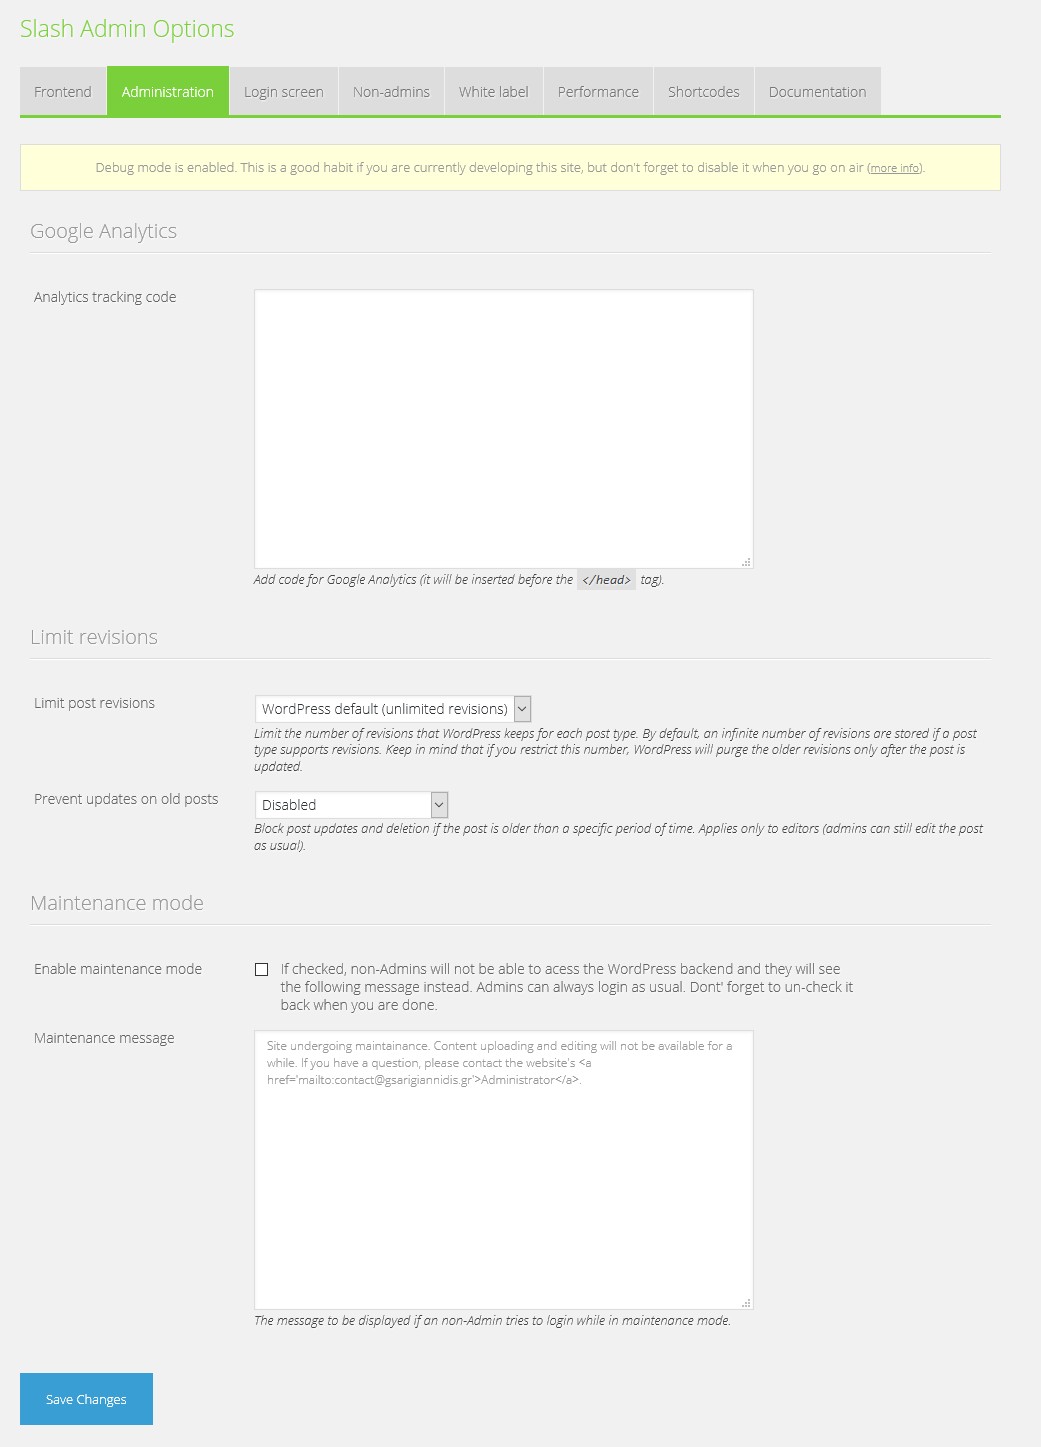 Slash Admin Options
Frontend Administration Login screen Non-admins White label Performance Shortcodes Documentation
Debug mode is enabled. This is a good habit if you are currently developing this site, but don't forget to disable it when you go on air (more info).
Google Analytics
Analytics tracking code
Add code for Google Analytics (it will be inserted before the </head> tag).
Limit revisions
Limit post revisions
WordPress default (unlimited revisions)
Limit the number of revisions that WordPress keeps for each post type. By default, an infinite number of revisions are stored if a post
type supports revisions. Keep in mind that if you restrict this number, WordPress will purge the older revisions only after the post is
updated.
Prevent updates on old posts
Disabled
Block post updates and deletion if the post is older than a specific period of time. Applies only to editors (admins can still edit the post
as usual).
Maintenance mode
Enable maintenance mode
If checked, non-Admins will not be able to acess the WordPress backend and they will see
the following message instead. Admins can always login as usual. Dont' forget to un-check it
back when you are done.
Maintenance message
Site undergoing maintainance. Content uploading and editing will not be available for a
while. If you have a question, please contact the website's <a
href='mailto:contact@gsarigiannidis.gr'>Administrator</a>.
The message to be displayed if an non-Admin tries to login while in maintenance mode.
Save Changes